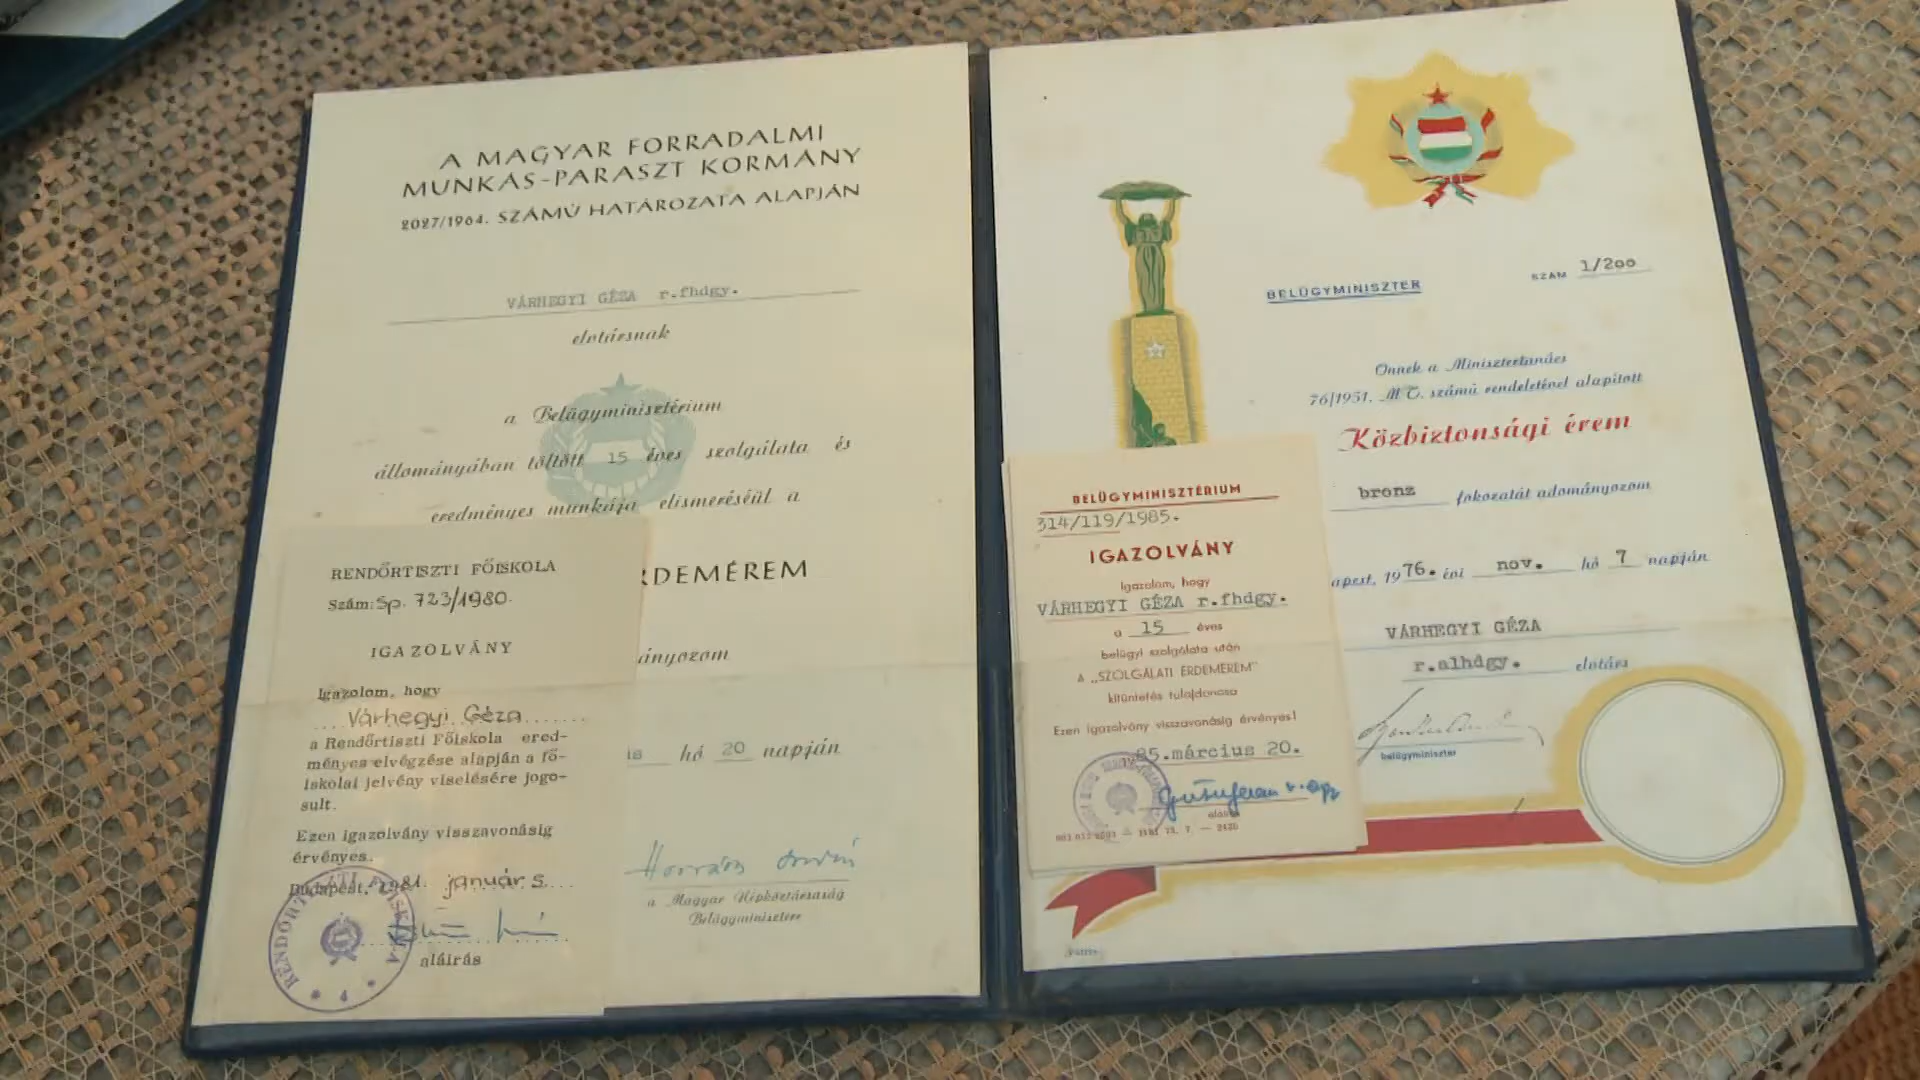 A MAGYAR FORRADALMI
MUNKÁS-PARASZT KORMÁNY
2027/1964. SZÁMÚ HATÁROZATA ALAPJÁN
VÁRHEGYI GÉZA r.fhdgy.
elvtársnak
a Belügyminisztérium
állományában töltött 15 éves szolgálata és
eredményes munkája elismeréséül a
RDEMÉREM
ányozom
hó 20 napján
a Magyar Népköztársaság
Belügyminisztere
RENDŐRTISZTI FŐISKOLA
Szám: Sp. 723/1980.
IGAZOLVÁNY
Igazolom, hogy
Várhegyi Géza
a Rendőrtiszti Főiskola ered-
ményes elvégzése alapján a fő-
iskolai jelvény viselésére jogo-
sult.
Ezen igazolvány visszavonásig
érvényes.
Budapest, 1981. január 5.
aláírás
RENDŐRTISZTI FŐISKOLA
4
SZÁM 1/200
BELÜGYMINISZTER
Önnek a Minisztertanács
76/1951. M.T. számú rendeletével alapított
Közbiztonsági érem
bronz fokozatát adományozom
apest, 1976. évi nov. hó 7 napján
VÁRHEGYI GÉZA
r.alhdgy. elvtárs
belügyminiszter
BELÜGYMINISZTÉRIUM
314/119/1985.
IGAZOLVÁNY
Igazolom, hogy
VÁRHEGYI GÉZA r.fhdgy.
a 15 éves
belügyi szolgálata után
A „SZOLGÁLATI ÉRDEMÉREM"
kitüntetés tulajdonosa
Ezen igazolvány visszavonásig érvényes!
1985. március 20.
aláírás